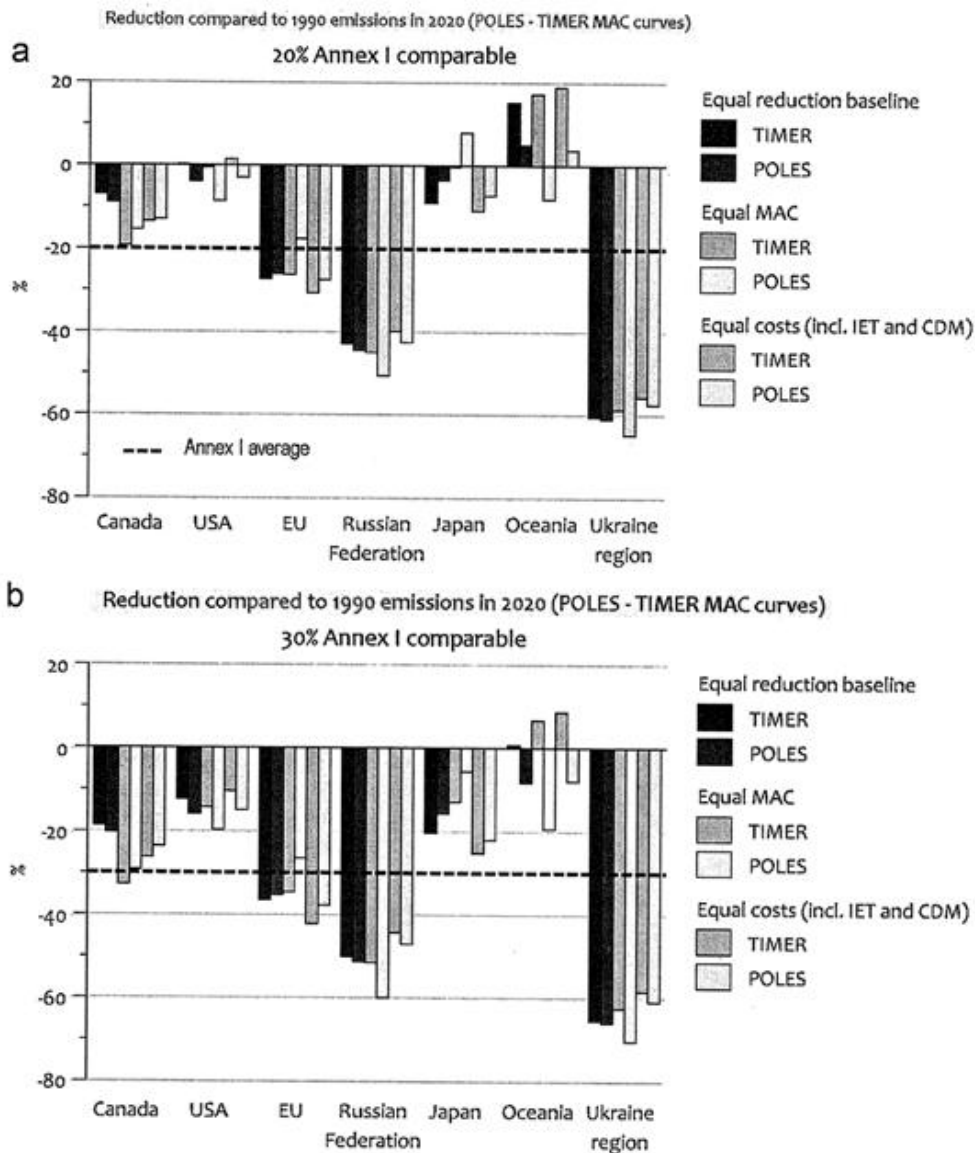 Reduction compared to 1990 emissions in 2020 (POLES - TIMER MAC curves)
a
20% Annex I comparable
20
0
-20
-40
-60
-80
%
Annex I average
Canada USA EU Russian Federation Japan Oceania Ukraine region
Equal reduction baseline
TIMER
POLES
Equal MAC
TIMER
POLES
Equal costs (incl. IET and CDM)
TIMER
POLES
b
Reduction compared to 1990 emissions in 2020 (POLES - TIMER MAC curves)
30% Annex I comparable
20
0
-20
-40
-60
-80
%
Canada USA EU Russian Federation Japan Oceania Ukraine region
Equal reduction baseline
TIMER
POLES
Equal MAC
TIMER
POLES
Equal costs (incl. IET and CDM)
TIMER
POLES